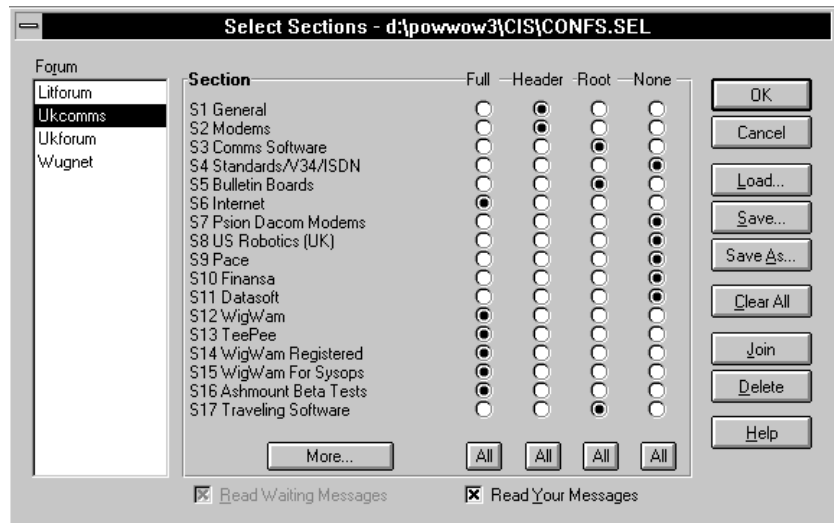 Select Sections - d:\powwow3\CIS\CONFS.SEL
Forum
Litforum
Ukcomms
Ukforum
Wugnet
Section Full Header Root None
S1 General
S2 Modems
S3 Comms Software
S4 Standards/V34/ISDN
S5 Bulletin Boards
S6 Internet
S7 Psion Dacom Modems
S8 US Robotics (UK)
S9 Pace
S10 Finansa
S11 Datasoft
S12 WigWam
S13 TeePee
S14 WigWam Registered
S15 WigWam For Sysops
S16 Ashmount Beta Tests
S17 Traveling Software
More... All All All All
Read Waiting Messages Read Your Messages
OK
Cancel
Load...
Save...
Save As...
Clear All
Join
Delete
Help